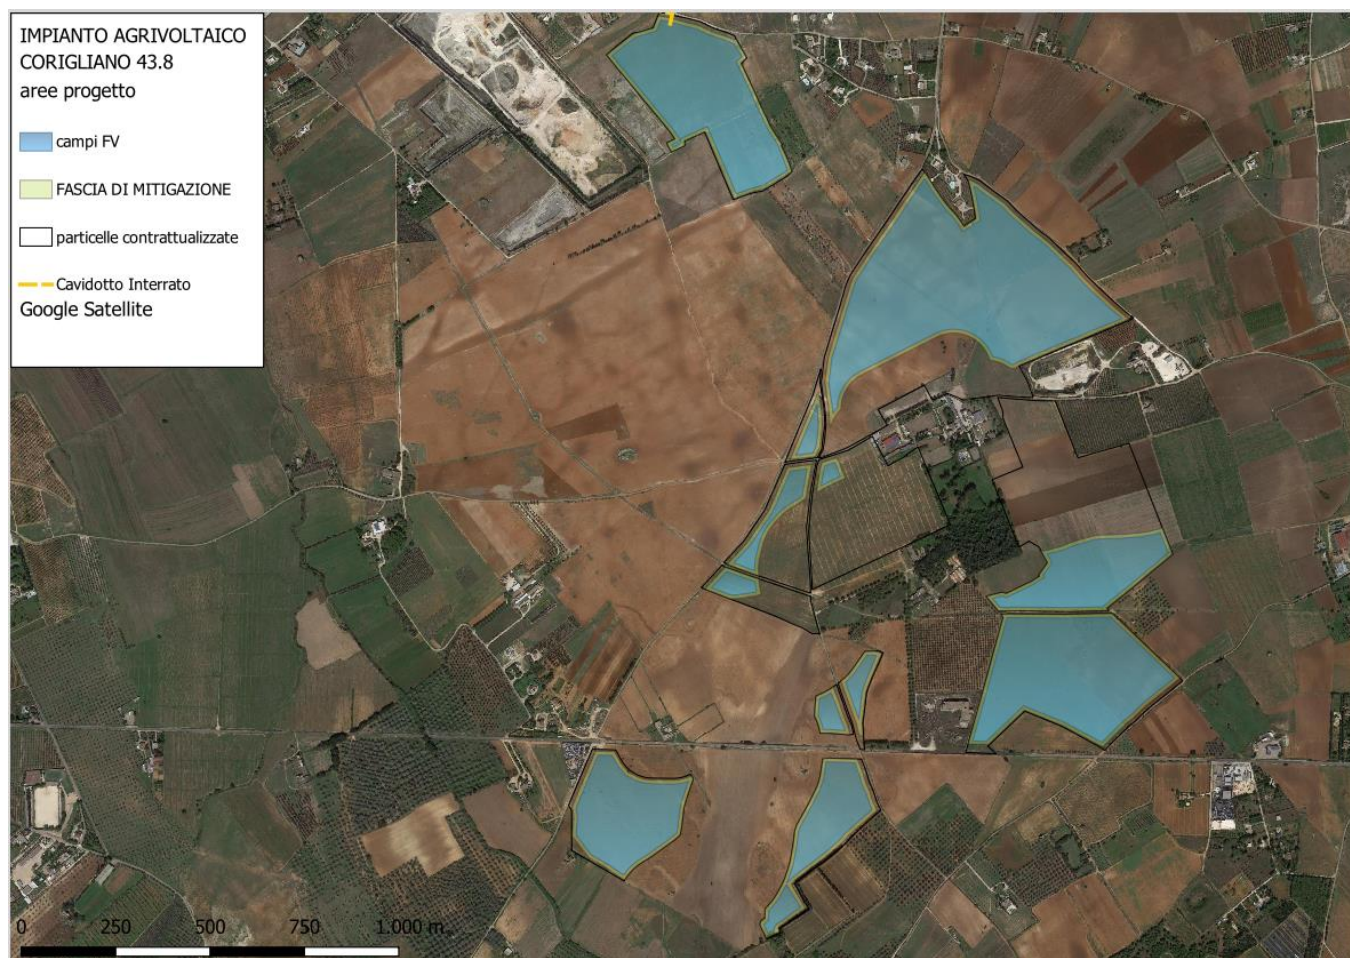 IMPIANTO AGRIVOLTAICO
CORIGLIANO 43.8
aree progetto
campi FV
FASCIA DI MITIGAZIONE
particelle contrattualizzate
Cavidotto Interrato
Google Satellite
0 250 500 750 1.000 m